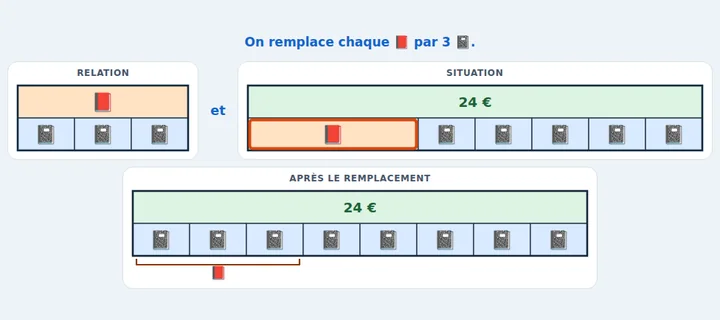 On remplace chaque 📕 par 3 📓.
RELATION
et
SITUATION
24 €
APRÈS LE REMPLACEMENT
24 €